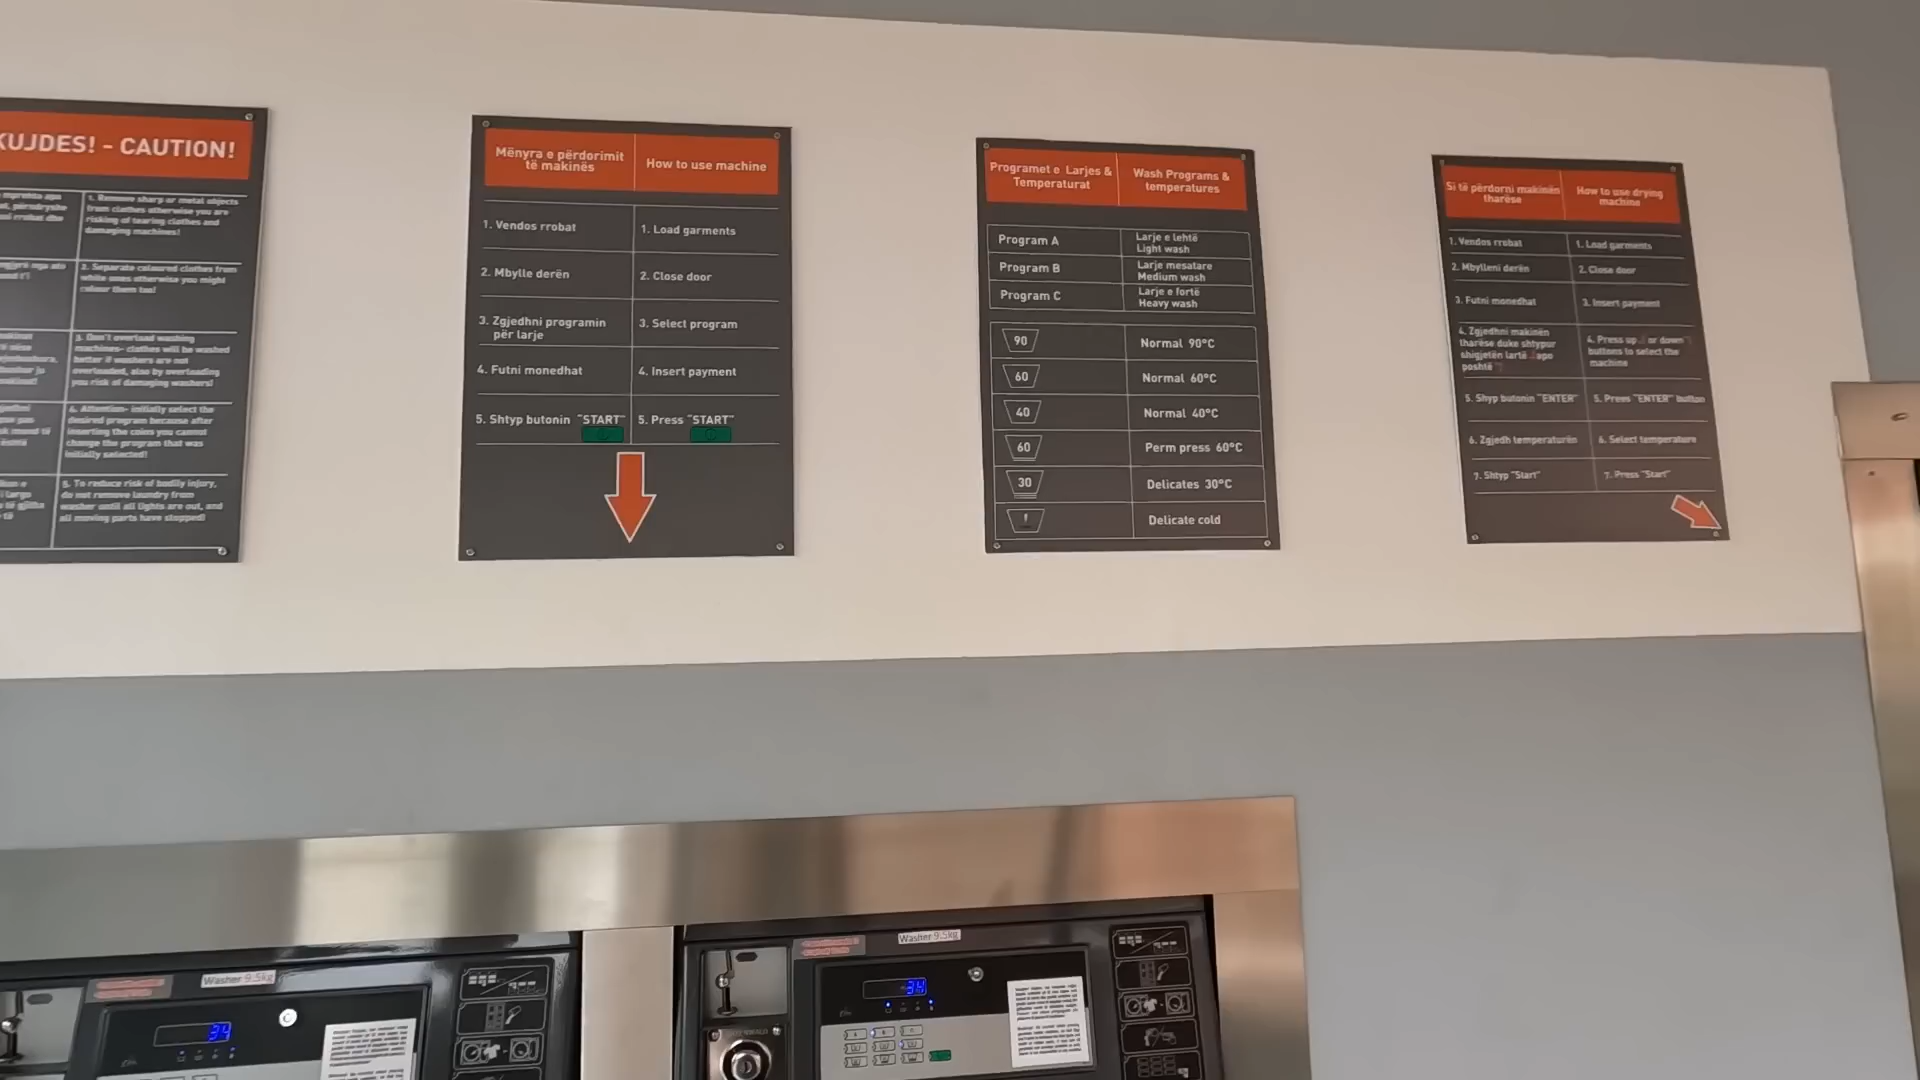 KUJDES! - CAUTION!
1. Remove sharp or metal objects
from clothes otherwise you are
risking of tearing clothes and
damaging machines!
2. Separate coloured clothes from
white ones otherwise you might
colour them too!
3. Don't overload washing
machines- clothes will be washed
better if washers are not
overloaded, also by overloading
you risk of damaging washers!
4. Attention- initially select the
desired program because after
inserting the coins you cannot
change the program that was
initially selected!
5. To reduce risk of bodily injury,
do not remove laundry from
washer until all lights are out, and
all moving parts have stopped!
Mënyra e përdorimit
të makinës
How to use machine
1. Vendos rrobat
1. Load garments
2. Mbylle derën
2. Close door
3. Zgjedhni programin
për larje
3. Select program
4. Futni monedhat
4. Insert payment
5. Shtyp butonin "START"
5. Press "START"
Programet e Larjes &
Temperaturat
Wash Programs &
temperatures
Program A
Larje e lehtë
Light wash
Program B
Larje mesatare
Medium wash
Program C
Larje e fortë
Heavy wash
90
Normal 90°C
60
Normal 60°C
40
Normal 40°C
60
Perm press 60°C
30
Delicates 30°C
Delicate cold
Si të përdorni makinën
tharëse
How to use drying
machine
1. Vendos rrobat
1. Load garments
2. Mbylleni derën
2. Close door
3. Futni monedhat
3. Insert payment
4. Zgjedhni makinën
tharëse duke shtypur
shigjetën lartë apo
poshtë
4. Press up or down
buttons to select the
machine
5. Shyp butonin "ENTER"
5. Press "ENTER" button
6. Zgjedh temperaturën
6. Select temperature
7. Shtyp "Start"
7. Press "Start"
Washer 9.5kg
34
Washer 9.5kg
34